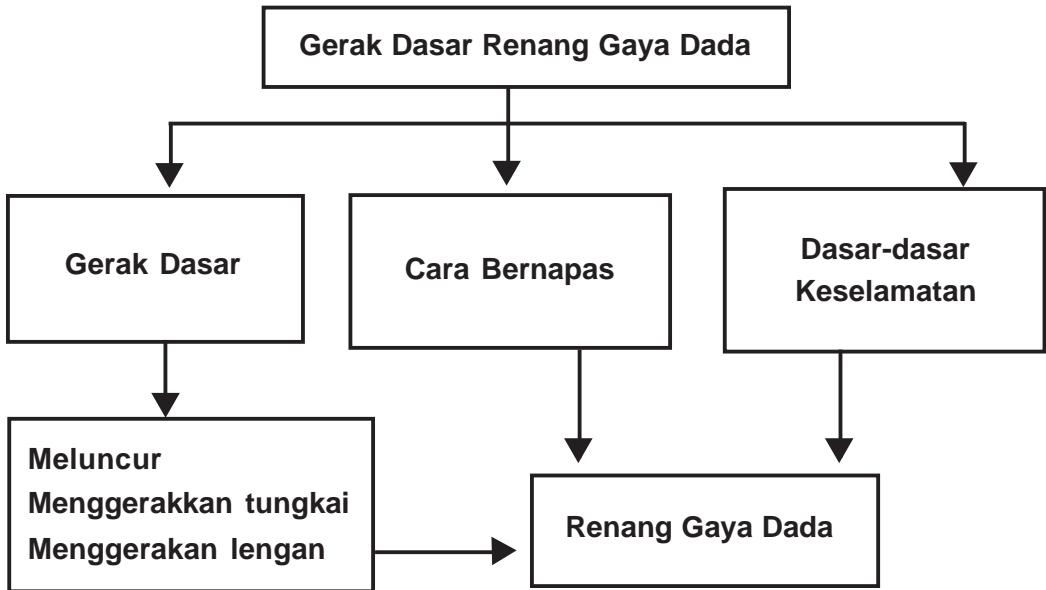 Gerak Dasar Renang Gaya Dada
Gerak Dasar
Cara Bernapas
Dasar-dasar
Keselamatan
Meluncur
Menggerakkan tungkai
Menggerakan lengan
Renang Gaya Dada